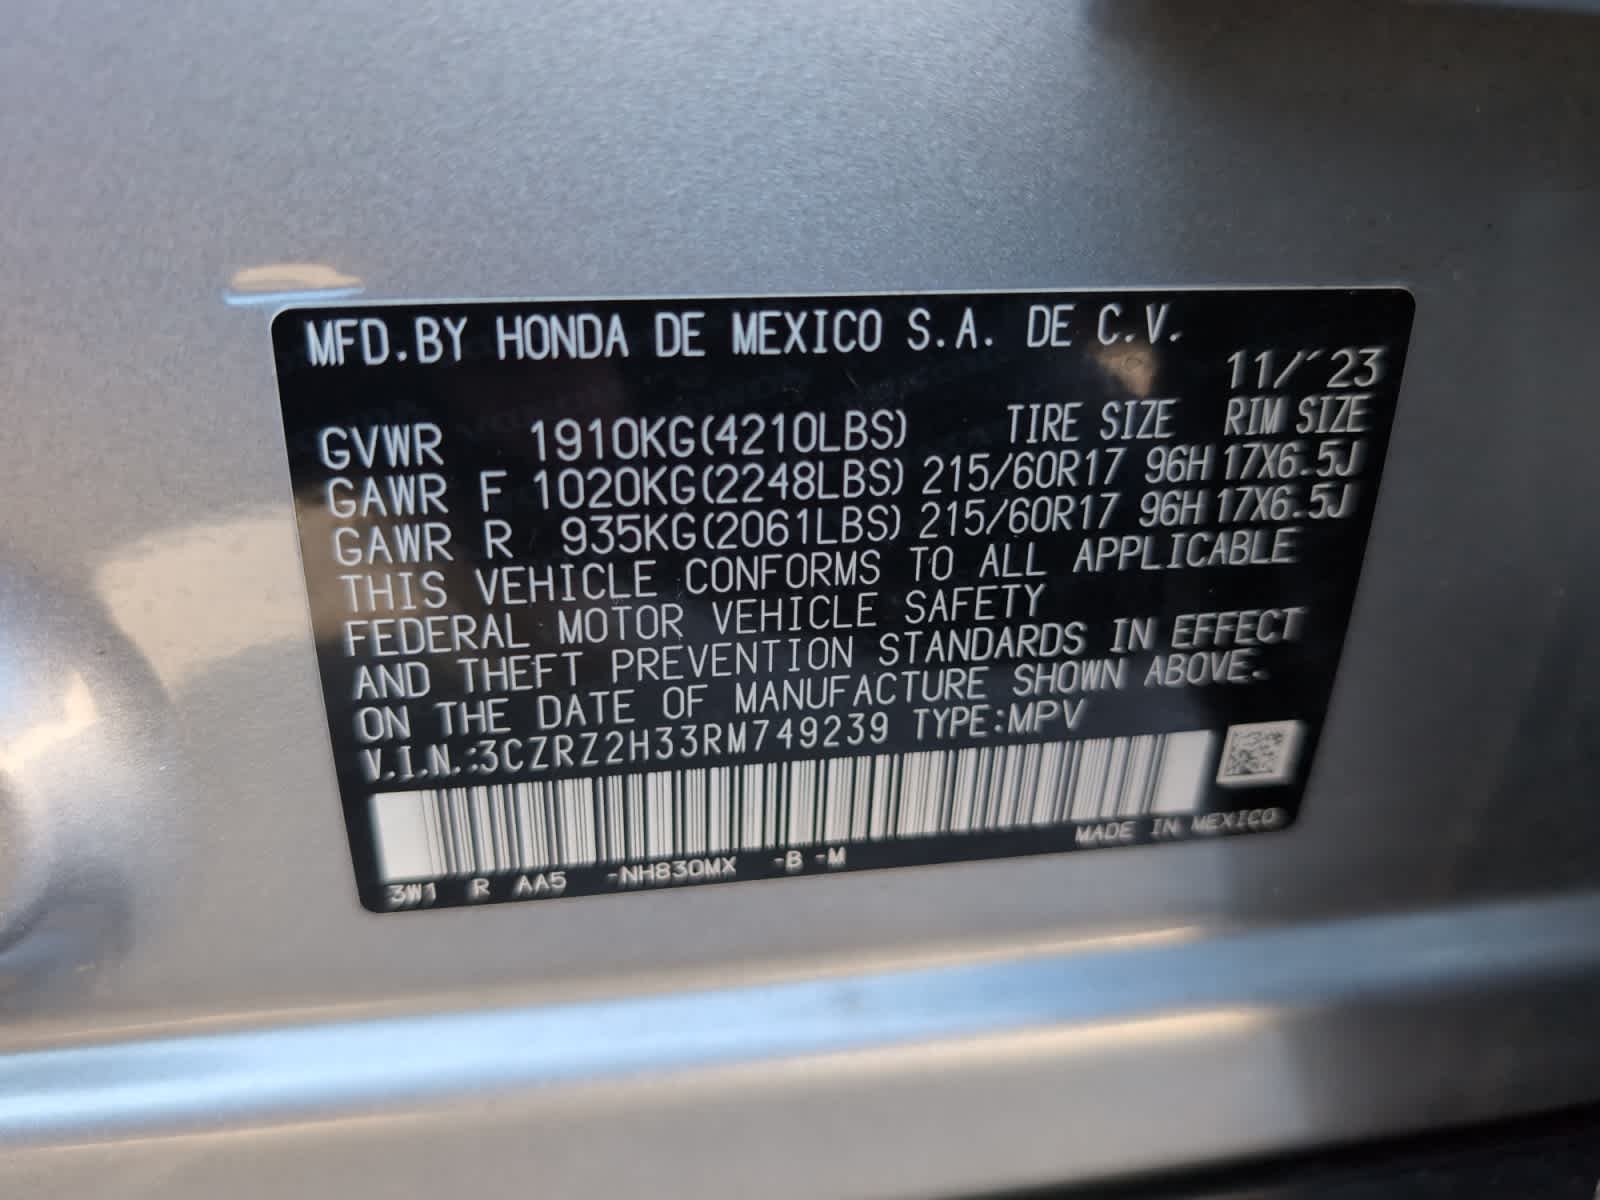 MFD.BY HONDA DE MEXICO S.A. DE C.V.
11/´23
GVWR 1910KG(4210LBS) TIRE SIZE RIM SIZE
GAWR F 1020KG(2248LBS) 215/60R17 96H 17X6.5J
GAWR R 935KG(2061LBS) 215/60R17 96H 17X6.5J
THIS VEHICLE CONFORMS TO ALL APPLICABLE
FEDERAL MOTOR VEHICLE SAFETY
AND THEFT PREVENTION STANDARDS IN EFFECT
ON THE DATE OF MANUFACTURE SHOWN ABOVE.
V.I.N.:3CZRZ2H33RM749239 TYPE:MPV
MADE IN MEXICO
3W1 R AA5 -NH830MX -B -M